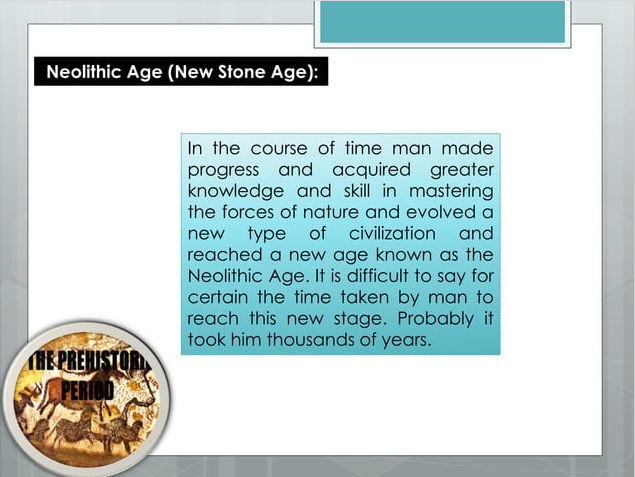 Neolithic Age (New Stone Age):
In the course of time man made
progress and acquired greater
knowledge and skill in mastering
the forces of nature and evolved a
new type of civilization and
reached a new age known as the
Neolithic Age. It is difficult to say for
certain the time taken by man to
reach this new stage. Probably it
took him thousands of years.
THE PREHISTORIC
PERIOD